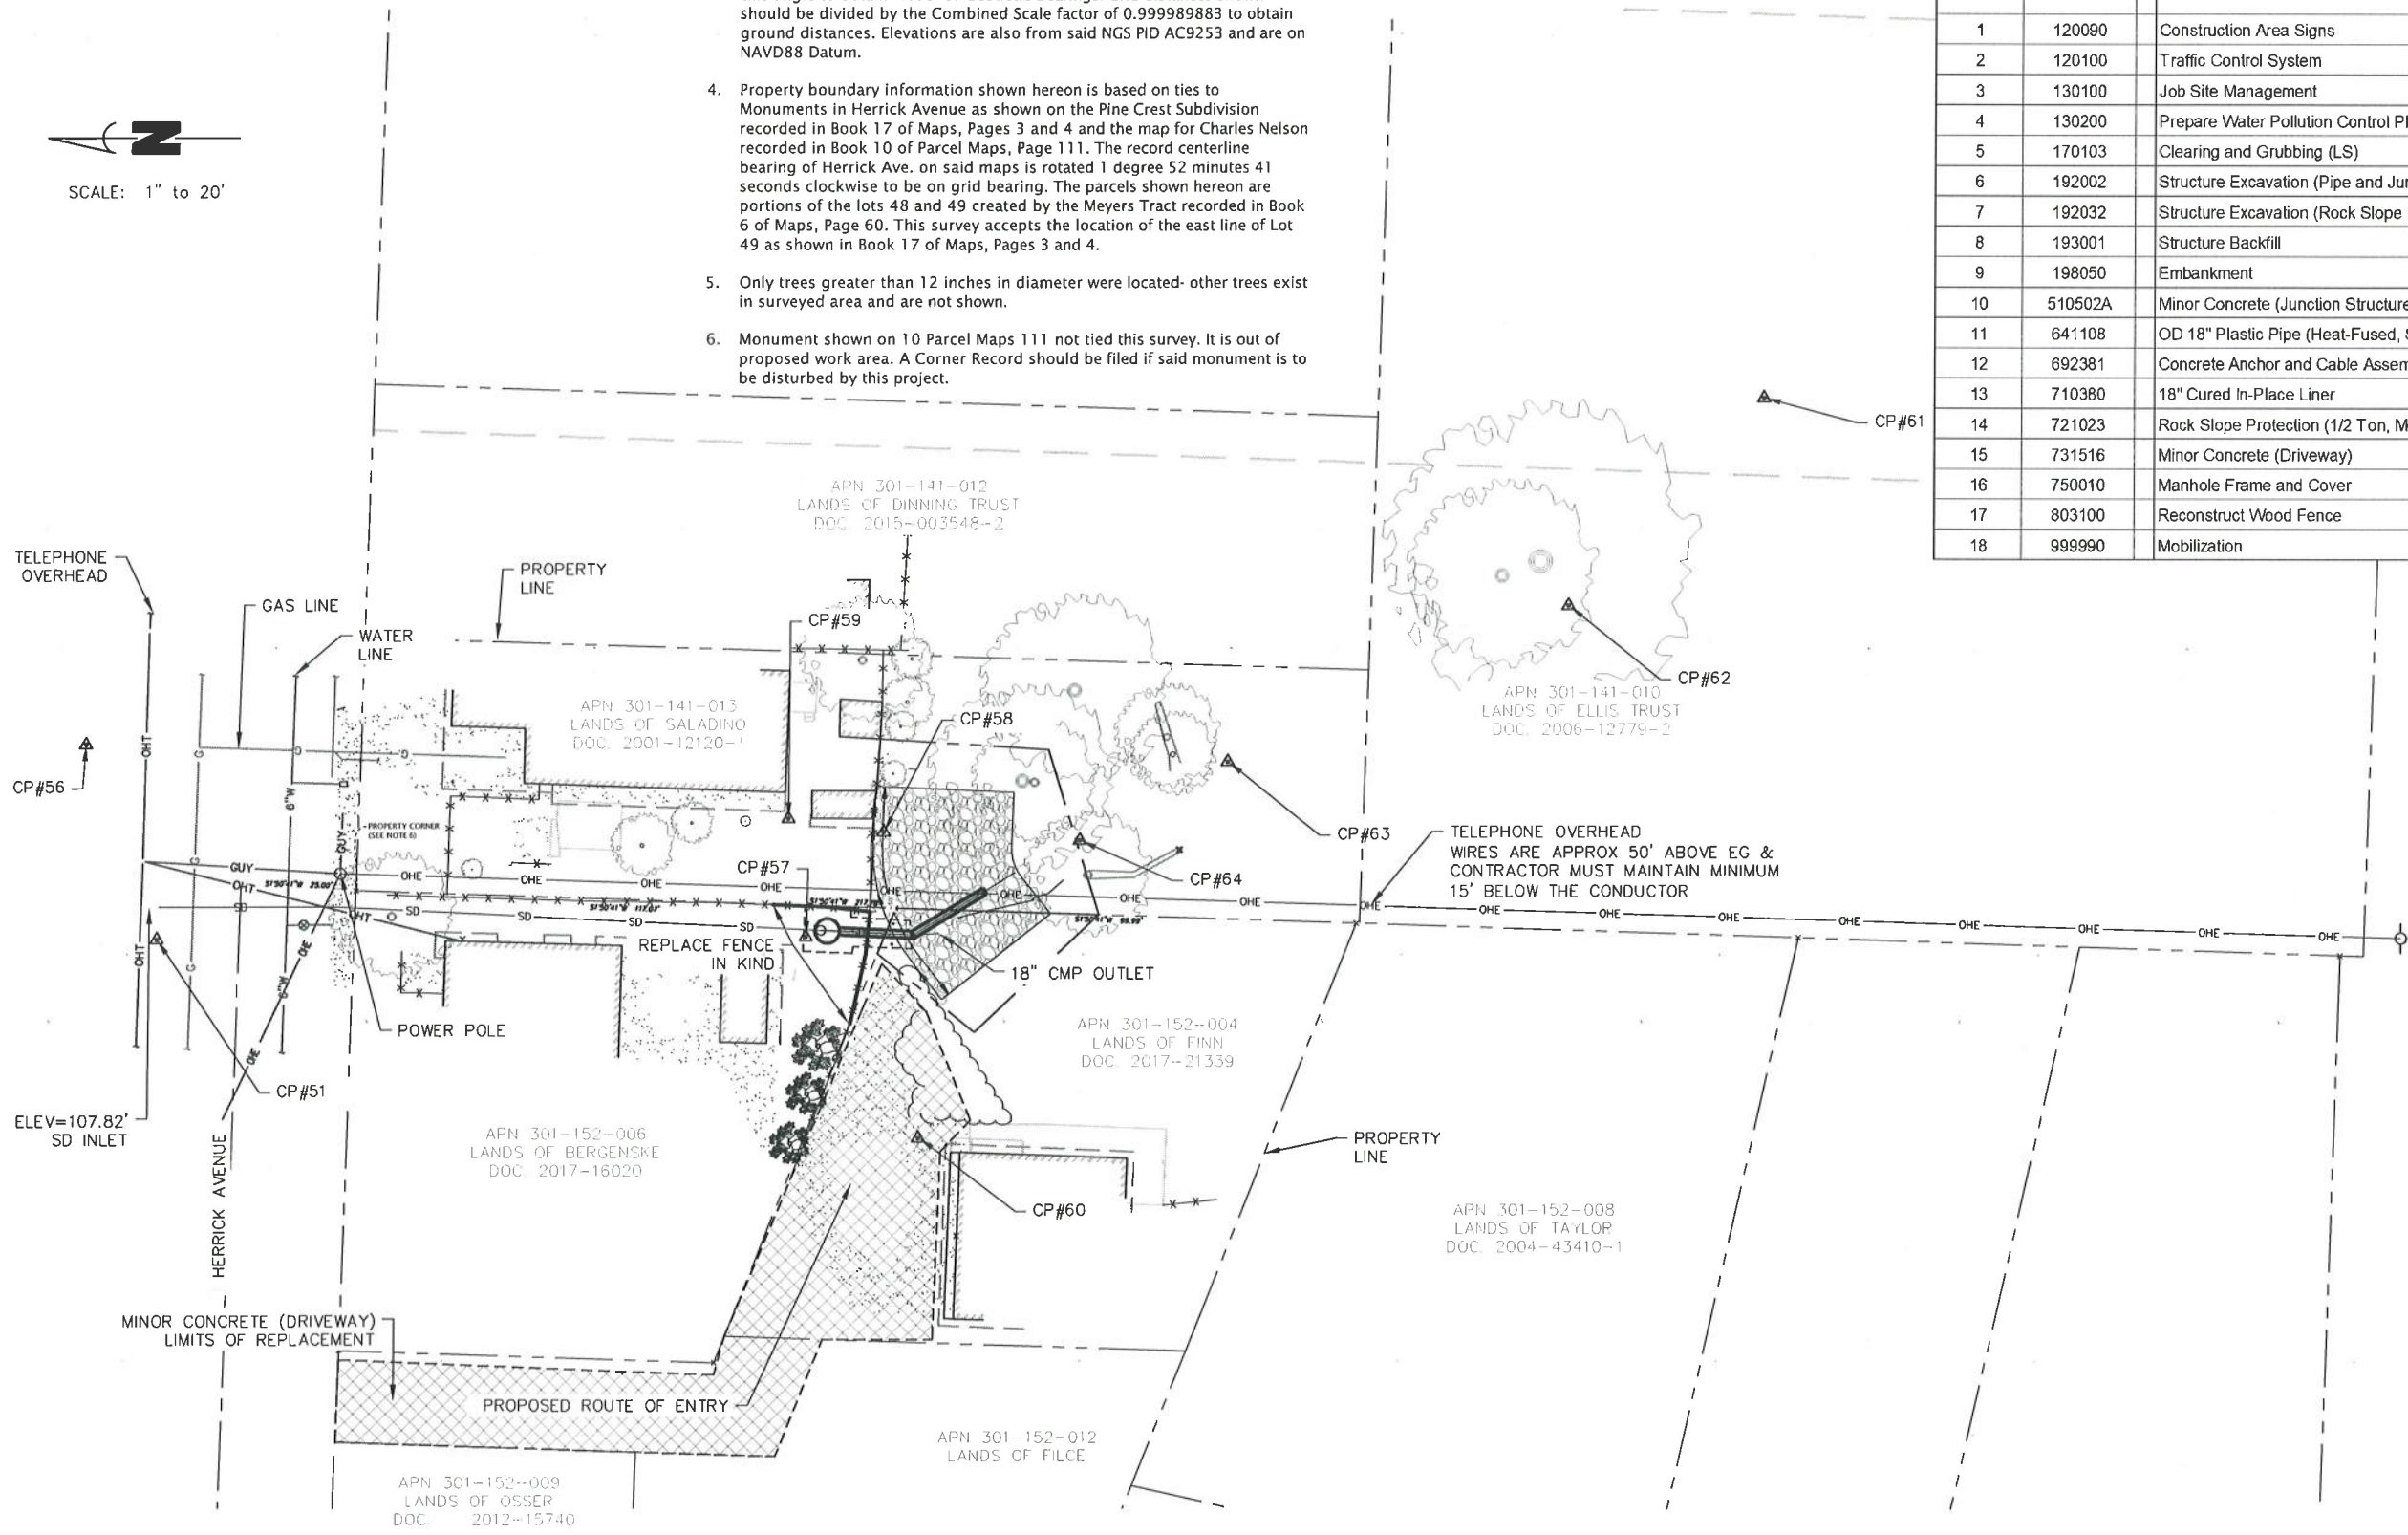 should be divided by the Combined Scale factor of 0.999989883 to obtain
ground distances. Elevations are also from said NGS PID AC9253 and are on
NAVD88 Datum.
4. Property boundary information shown hereon is based on ties to
Monuments in Herrick Avenue as shown on the Pine Crest Subdivision
recorded in Book 17 of Maps, Pages 3 and 4 and the map for Charles Nelson
recorded in Book 10 of Parcel Maps, Page 111. The record centerline
bearing of Herrick Ave. on said maps is rotated 1 degree 52 minutes 41
seconds clockwise to be on grid bearing. The parcels shown hereon are
portions of the lots 48 and 49 created by the Meyers Tract recorded in Book
6 of Maps, Page 60. This survey accepts the location of the east line of Lot
49 as shown in Book 17 of Maps, Pages 3 and 4.
5. Only trees greater than 12 inches in diameter were located- other trees exist
in surveyed area and are not shown.
6. Monument shown on 10 Parcel Maps 111 not tied this survey. It is out of
proposed work area. A Corner Record should be filed if said monument is to
be disturbed by this project.
1 120090 Construction Area Signs
2 120100 Traffic Control System
3 130100 Job Site Management
4 130200 Prepare Water Pollution Control Pl
5 170103 Clearing and Grubbing (LS)
6 192002 Structure Excavation (Pipe and Jun
7 192032 Structure Excavation (Rock Slope
8 193001 Structure Backfill
9 198050 Embankment
10 510502A Minor Concrete (Junction Structure
11 641108 OD 18" Plastic Pipe (Heat-Fused, S
12 692381 Concrete Anchor and Cable Assem
13 710380 18" Cured In-Place Liner
14 721023 Rock Slope Protection (1/2 Ton, M
15 731516 Minor Concrete (Driveway)
16 750010 Manhole Frame and Cover
17 803100 Reconstruct Wood Fence
18 999990 Mobilization
N
SCALE: 1" to 20'
CP#61
APN 301-141-012
LANDS OF DINNING TRUST
DOC. 2015-003548-2
TELEPHONE
OVERHEAD
GAS LINE
WATER
LINE
PROPERTY
LINE
CP#59
CP#62
APN 301-141-010
LANDS OF ELLIS TRUST
DOC. 2006-12779-2
APN 301-141-013
LANDS OF SALADINO
DOC. 2001-12120-1
CP#58
CP#56
PROPERTY CORNER
(SEE NOTE 6)
CP#63
TELEPHONE OVERHEAD
WIRES ARE APPROX 50' ABOVE EG &
CONTRACTOR MUST MAINTAIN MINIMUM
15' BELOW THE CONDUCTOR
CP#57
CP#64
GUY
OHT
OHE
SD
G
6"W
S1°50'41"W 25.00'
S1°50'41"W 117.07'
REPLACE FENCE
IN KIND
18" CMP OUTLET
POWER POLE
CP#51
ELEV=107.82'
SD INLET
HERRICK AVENUE
APN 301-152-004
LANDS OF FINN
DOC. 2017-21339
APN 301-152-006
LANDS OF BERGENSKE
DOC. 2017-16020
PROPERTY
LINE
CP#60
APN 301-152-008
LANDS OF TAYLOR
DOC. 2004-43410-1
MINOR CONCRETE (DRIVEWAY)
LIMITS OF REPLACEMENT
PROPOSED ROUTE OF ENTRY
APN 301-152-012
LANDS OF FILCE
APN 301-152-009
LANDS OF OSSER
DOC. 2012-15740